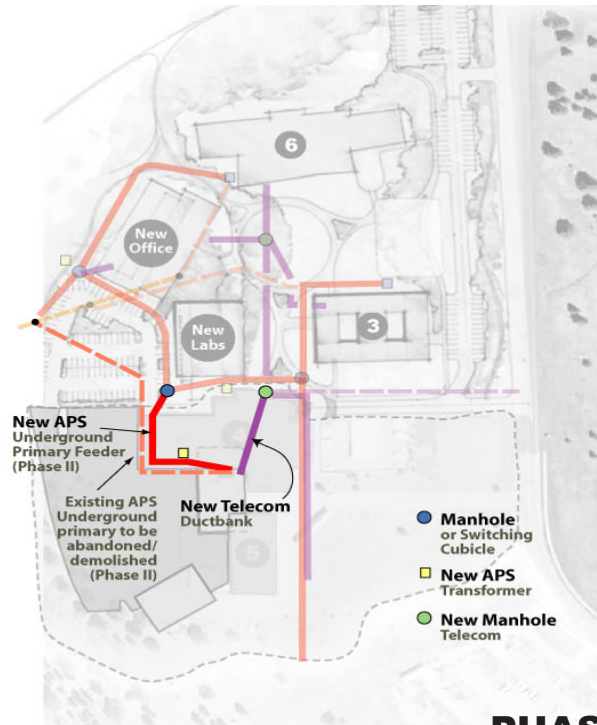 6
New
Office
New
Labs
3
New APS
Underground
Primary Feeder
(Phase II)
Existing APS
Underground
primary to be
abandoned/
demolished
(Phase II)
New Telecom
Ductbank
5
Manhole
or Switching
Cubicle
New APS
Transformer
New Manhole
Telecom